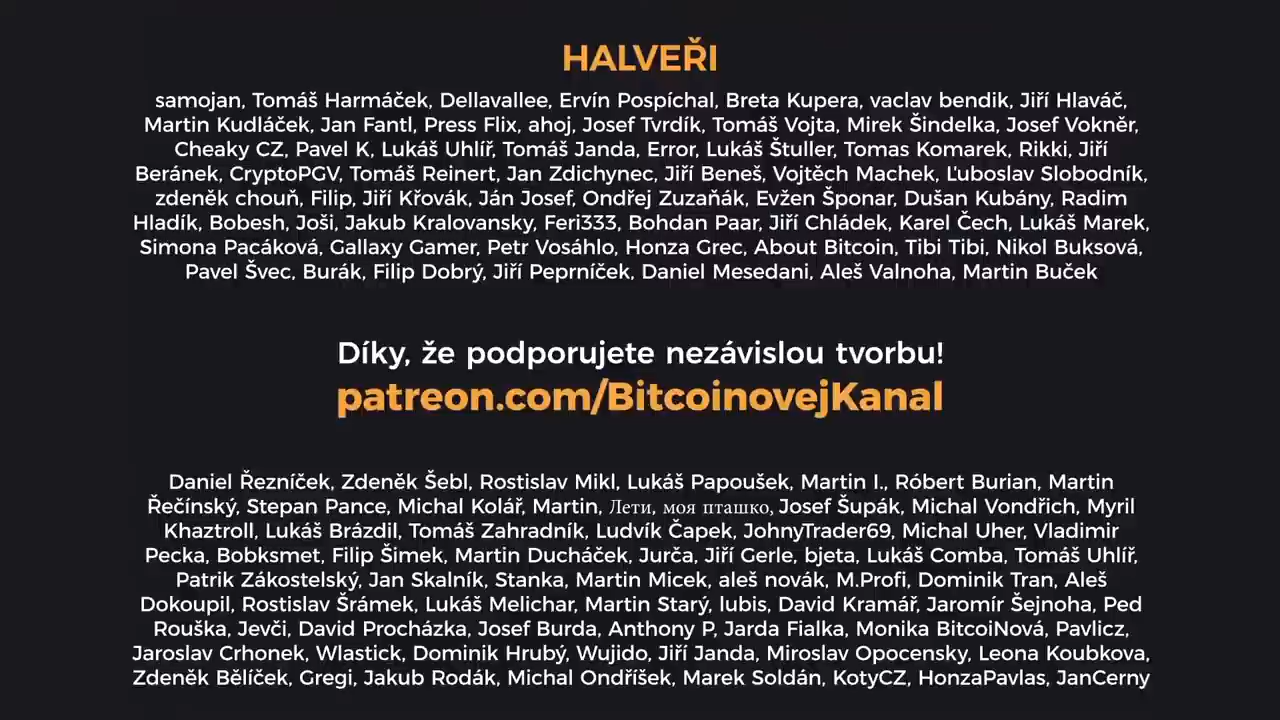 HALVEŘI
samojan, Tomáš Harmáček, Dellavallee, Ervín Pospíchal, Breta Kupera, vaclav bendik, Jiří Hlaváč,
Martin Kudláček, Jan Fantl, Press Flix, ahoj, Josef Tvrdík, Tomáš Vojta, Mirek Šindelka, Josef Vokněr,
Cheaky CZ, Pavel K, Lukáš Uhlíř, Tomáš Janda, Error, Lukáš Štuller, Tomas Komarek, Rikki, Jiří
Beránek, CryptoPGV, Tomáš Reinert, Jan Zdichynec, Jiří Beneš, Vojtěch Machek, Ľuboslav Slobodník,
zdeněk chouň, Filip, Jiří Křovák, Ján Josef, Ondřej Zuzaňák, Evžen Šponar, Dušan Kubány, Radim
Hladík, Bobesh, Joši, Jakub Kralovansky, Feri333, Bohdan Paar, Jiří Chládek, Karel Čech, Lukáš Marek,
Simona Pacáková, Gallaxy Gamer, Petr Vosáhlo, Honza Grec, About Bitcoin, Tibi Tibi, Nikol Buksová,
Pavel Švec, Burák, Filip Dobrý, Jiří Peprníček, Daniel Mesedani, Aleš Valnoha, Martin Buček
Díky, že podporujete nezávislou tvorbu!
patreon.com/BitcoinovejKanal
Daniel Řezníček, Zdeněk Šebl, Rostislav Mikl, Lukáš Papoušek, Martin I., Róbert Burian, Martin
Řečínský, Stepan Pance, Michal Kolář, Martin, Лети, моя пташко, Josef Šupák, Michal Vondřich, Myril
Khaztroll, Lukáš Brázdil, Tomáš Zahradník, Ludvík Čapek, JohnyTrader69, Michal Uher, Vladimir
Pecka, Bobksmet, Filip Šimek, Martin Ducháček, Jurča, Jiří Gerle, bjeta, Lukáš Comba, Tomáš Uhlíř,
Patrik Zákostelský, Jan Skalník, Stanka, Martin Micek, aleš novák, M.Profi, Dominik Tran, Aleš
Dokoupil, Rostislav Šrámek, Lukáš Melichar, Martin Starý, lubis, David Kramář, Jaromír Šejnoha, Ped
Rouška, Jevči, David Procházka, Josef Burda, Anthony P, Jarda Fialka, Monika BitcoiNová, Pavlicz,
Jaroslav Crhonek, Wlastick, Dominik Hrubý, Wujido, Jiří Janda, Miroslav Opocensky, Leona Koubkova,
Zdeněk Bělíček, Gregi, Jakub Rodák, Michal Ondříšek, Marek Soldán, KotyCZ, HonzaPavlas, JanCerny